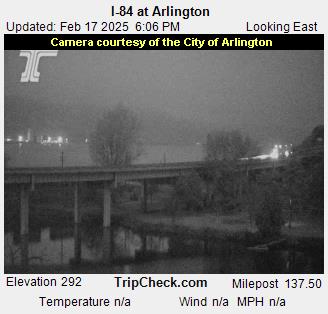 I-84 at Arlington
Updated: Feb 17 2025 6:06 PM Looking East
Camera courtesy of the City of Arlington
Elevation 292 TripCheck.com Milepost 137.50
Temperature n/a Wind n/a MPH n/a